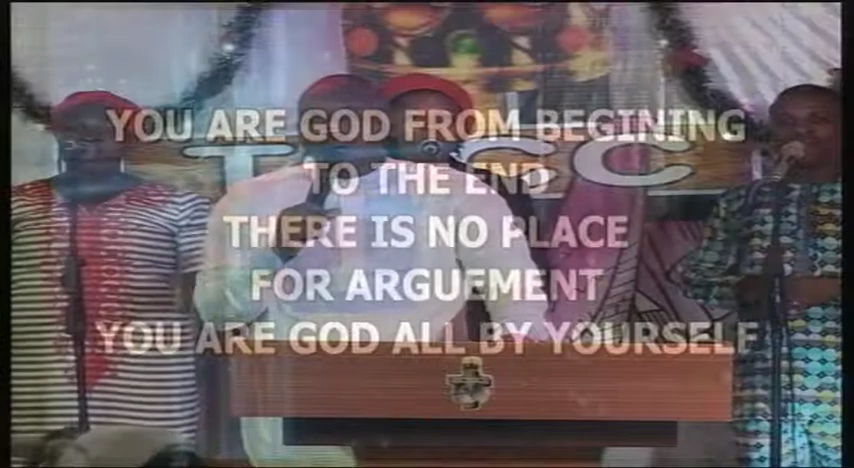 YOU ARE GOD FROM BEGINING
TO THE END
THERE IS NO PLACE
FOR ARGUEMENT
YOU ARE GOD ALL BY YOURSELF